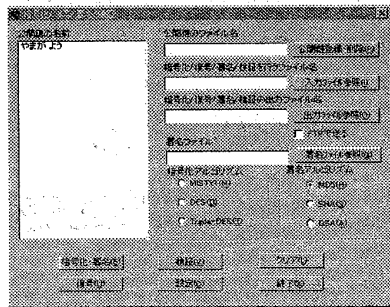 公開鍵の名前
やまが よう
公開鍵のファイル名
公開鍵登録・削除(K)
暗号化/復号/署名/検証を行うファイル名
入力ファイル参照(I)
暗号化/復号/署名/検証の出力ファイル名
出力ファイル参照(O)
FTPで送る
署名ファイル
署名ファイル参照(G)
暗号化アルゴリズム
署名アルゴリズム
MISTY1(M)
MD5(H)
DES(D)
SHA(A)
Triple-DES(T)
暗号化・署名(E)
検証(V)
クリア(L)
復号(U)
設定(S)
終了(X)